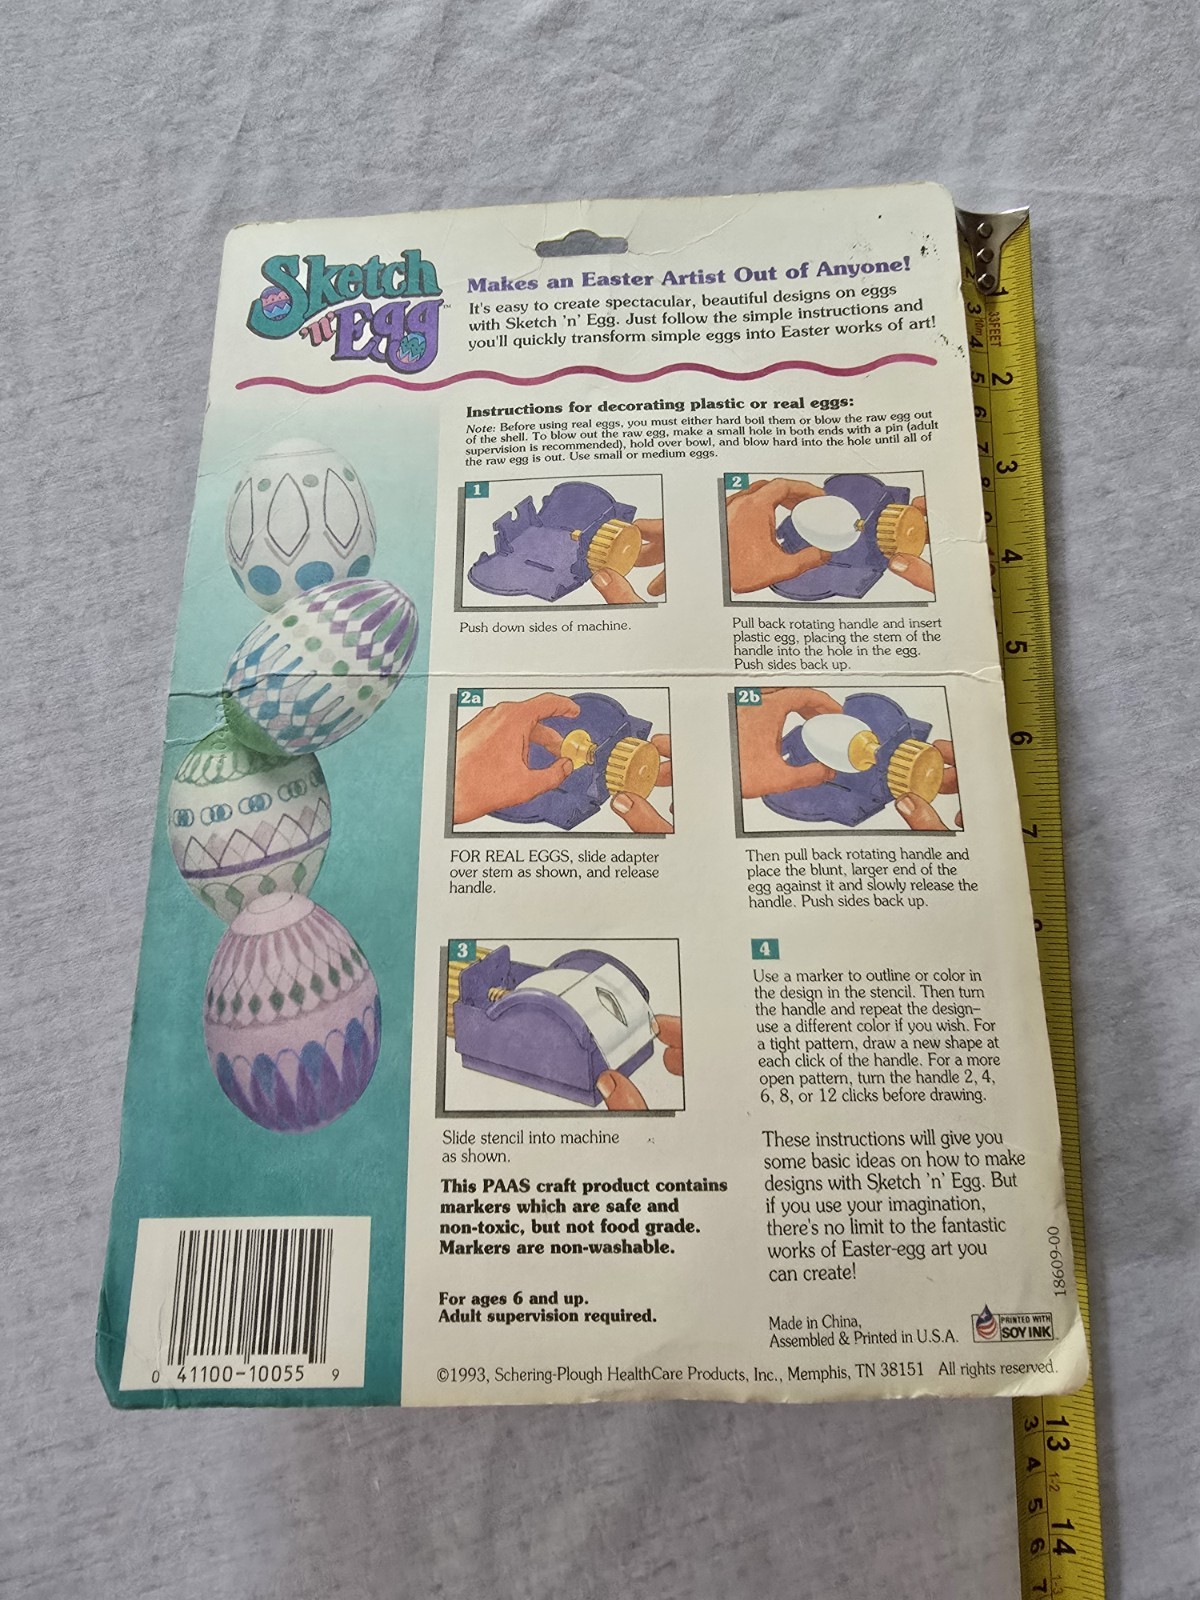 Sketch
'n' Egg™
Makes an Easter Artist Out of Anyone!
It's easy to create spectacular, beautiful designs on eggs
with Sketch 'n' Egg. Just follow the simple instructions and
you'll quickly transform simple eggs into Easter works of art!
Instructions for decorating plastic or real eggs:
Note: Before using real eggs, you must either hard boil them or blow the raw egg out
of the shell. To blow out the raw egg, make a small hole in both ends with a pin (adult
supervision is recommended), hold over bowl, and blow hard into the hole until all of
the raw egg is out. Use small or medium eggs.
1
Push down sides of machine.
2
Pull back rotating handle and insert
plastic egg, placing the stem of the
handle into the hole in the egg.
Push sides back up.
2a
FOR REAL EGGS, slide adapter
over stem as shown, and release
handle.
2b
Then pull back rotating handle and
place the blunt, larger end of the
egg against it and slowly release the
handle. Push sides back up.
3
Slide stencil into machine
as shown.
4
Use a marker to outline or color in
the design in the stencil. Then turn
the handle and repeat the design–
use a different color if you wish. For
a tight pattern, draw a new shape at
each click of the handle. For a more
open pattern, turn the handle 2, 4,
6, 8, or 12 clicks before drawing.
This PAAS craft product contains
markers which are safe and
non-toxic, but not food grade.
Markers are non-washable.
For ages 6 and up.
Adult supervision required.
These instructions will give you
some basic ideas on how to make
designs with Sketch 'n' Egg. But
if you use your imagination,
there's no limit to the fantastic
works of Easter-egg art you
can create!
18609-00
Made in China,
Assembled & Printed in U.S.A.
PRINTED WITH
SOY INK
0 41100-10055 9
©1993, Schering-Plough HealthCare Products, Inc., Memphis, TN 38151 All rights reserved.
33FEET
1
2
3
4
5
6
7
13
14
3
4
5
6
7